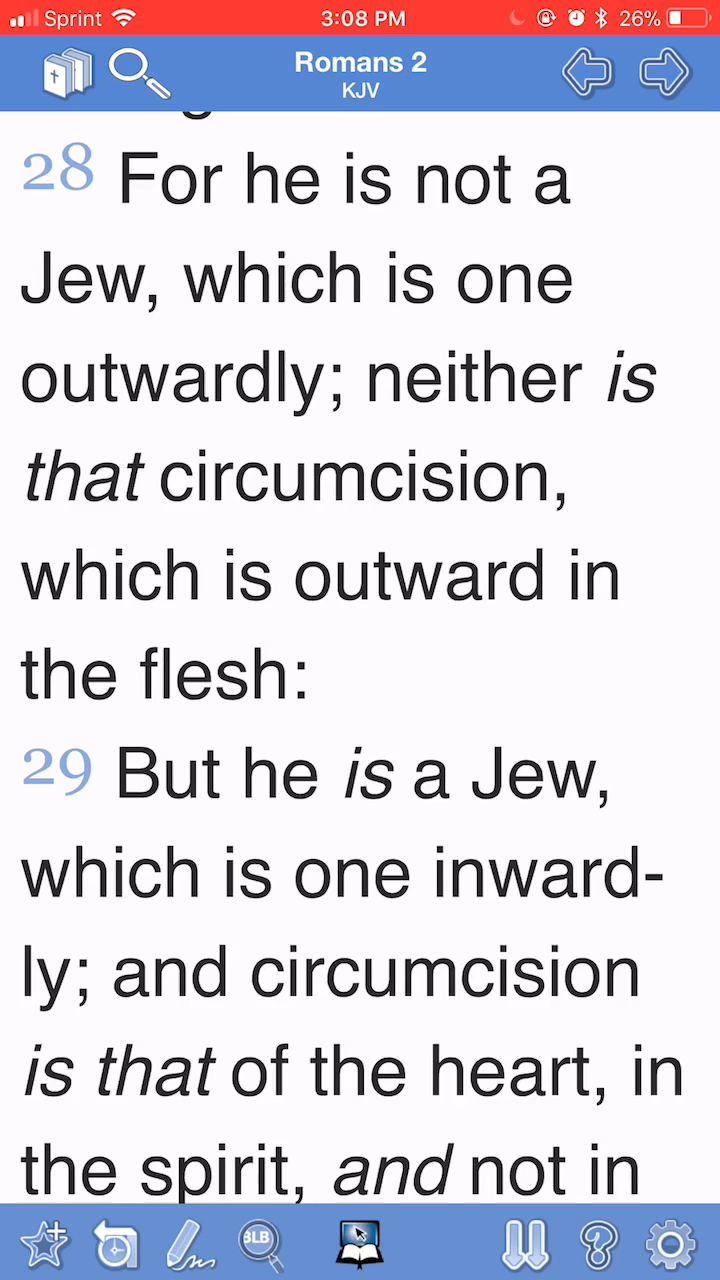 Sprint 3:08 PM 26%
Romans 2
KJV
28 For he is not a
Jew, which is one
outwardly; neither is
that circumcision,
which is outward in
the flesh:
29 But he is a Jew,
which is one inward-
ly; and circumcision
is that of the heart, in
the spirit, and not in
BLB